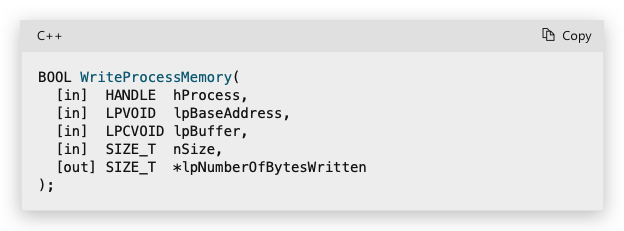 C++
Copy
BOOL WriteProcessMemory(
  [in]  HANDLE  hProcess,
  [in]  LPVOID  lpBaseAddress,
  [in]  LPCVOID lpBuffer,
  [in]  SIZE_T  nSize,
  [out] SIZE_T  *lpNumberOfBytesWritten
);